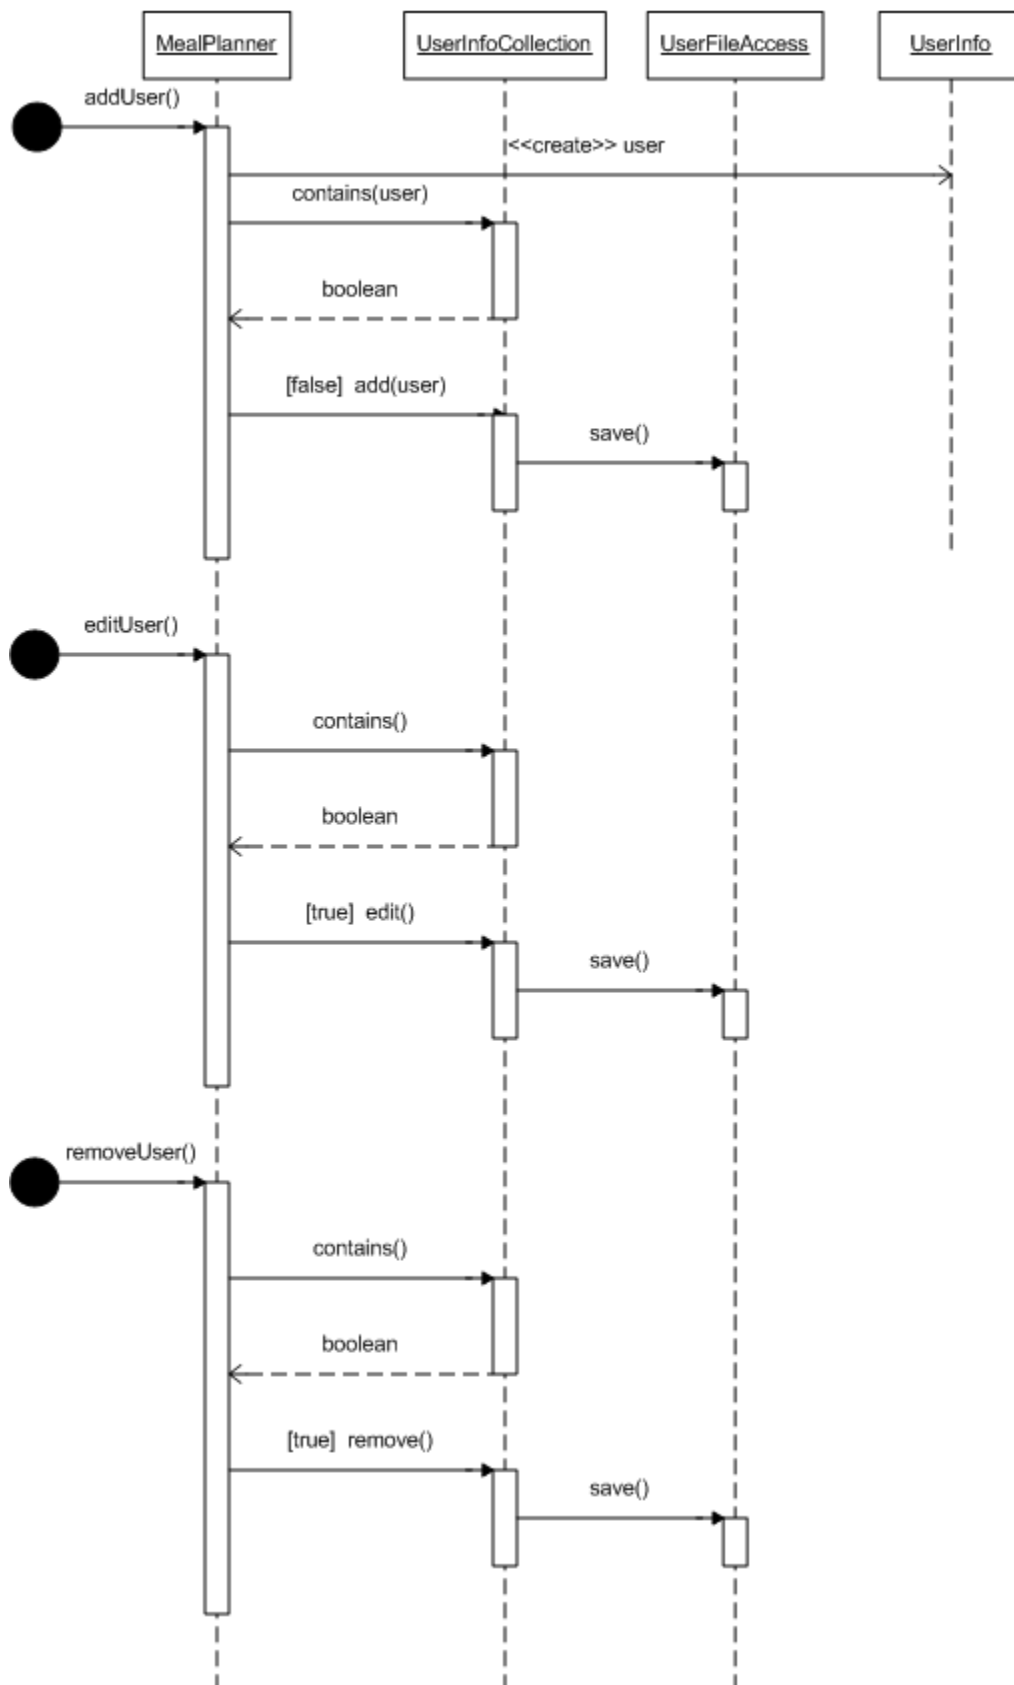 MealPlanner
UserInfoCollection
UserFileAccess
UserInfo
addUser()
<<create>> user
contains(user)
boolean
[false] add(user)
save()
editUser()
contains()
boolean
[true] edit()
save()
removeUser()
contains()
boolean
[true] remove()
save()